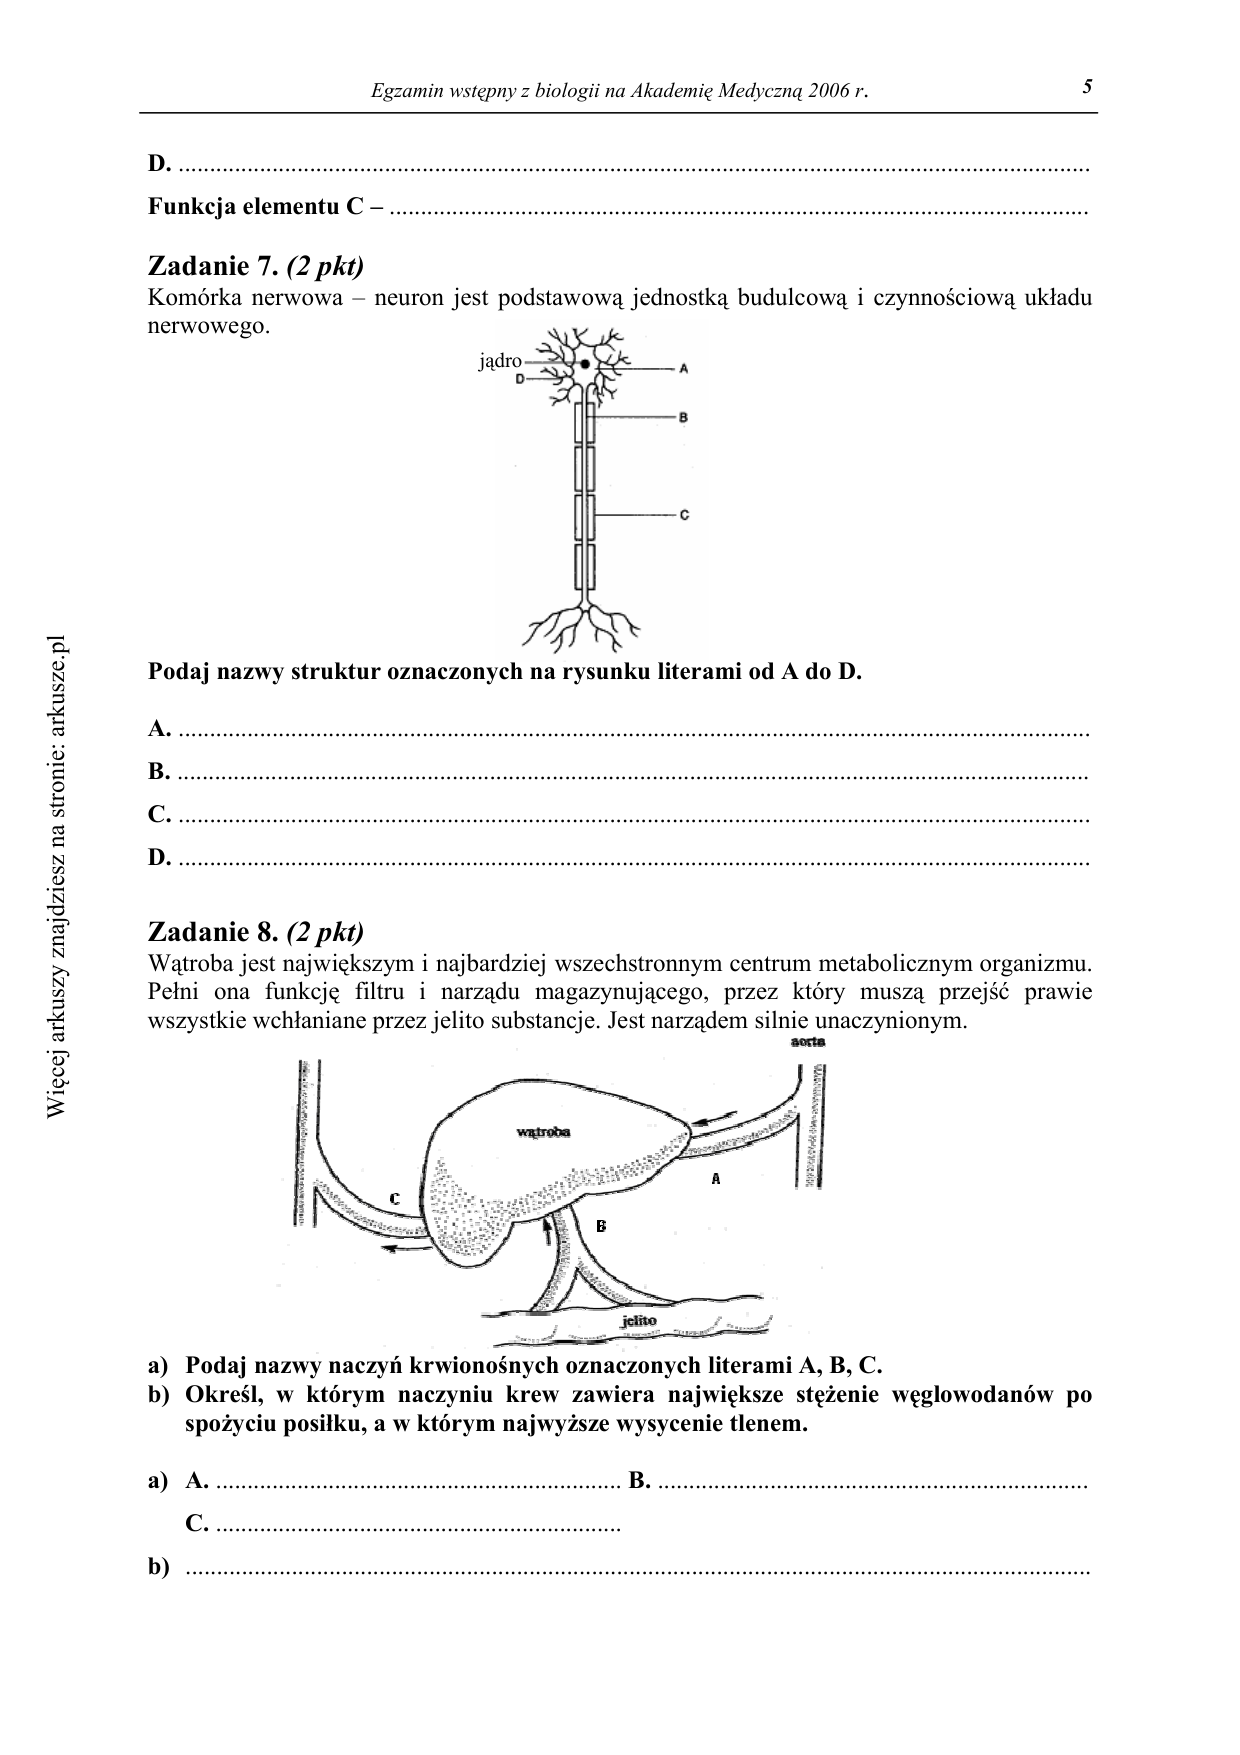 Egzamin wstępny z biologii na Akademię Medyczną 2006 r.
5
D. ....................................................................................................
Funkcja elementu C – ....................................................................................................
Zadanie 7. (2 pkt)
Komórka nerwowa – neuron jest podstawową jednostką budulcową i czynnościową układu
nerwowego.
jądro
A
D
B
C
Podaj nazwy struktur oznaczonych na rysunku literami od A do D.
A. ....................................................................................................
B. ....................................................................................................
C. ....................................................................................................
D. ....................................................................................................
Zadanie 8. (2 pkt)
Wątroba jest największym i najbardziej wszechstronnym centrum metabolicznym organizmu.
Pełni ona funkcję filtru i narządu magazynującego, przez który muszą przejść prawie
wszystkie wchłaniane przez jelito substancje. Jest narządem silnie unaczynionym.
aorta
wątroba
A
C
B
jelito
a) Podaj nazwy naczyń krwionośnych oznaczonych literami A, B, C.
b) Określ, w którym naczyniu krew zawiera największe stężenie węglowodanów po
spożyciu posiłku, a w którym najwyższe wysycenie tlenem.
a) A. ................................................................ B. ....................................................................
C. ................................................................
b) ....................................................................................................
Więcej arkuszy znajdziesz na stronie: arkusze.pl